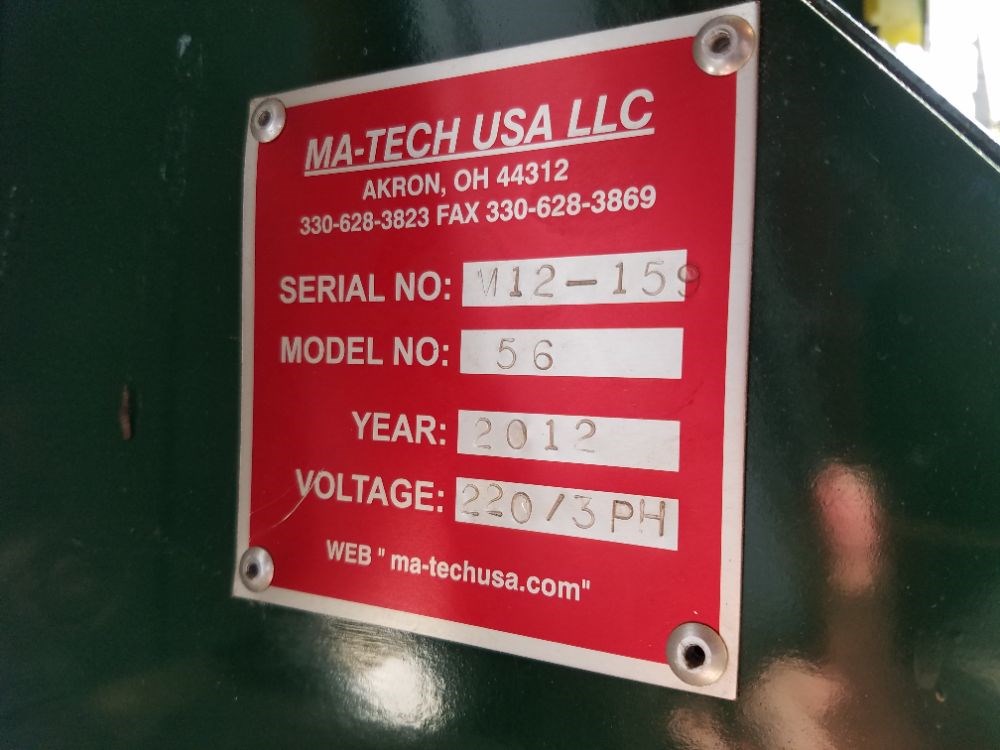 MA-TECH USA LLC
AKRON, OH 44312
330-628-3823 FAX 330-628-3869
SERIAL NO: M12-159
MODEL NO: 56
YEAR: 2012
VOLTAGE: 220/3PH
WEB " ma-techusa.com"